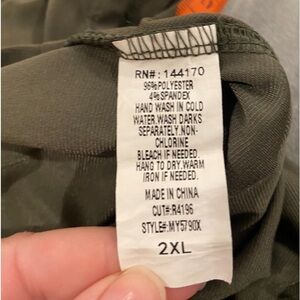 RN#: 144170
96%POLYESTER
4%SPANDEX
HAND WASH IN COLD
WATER.WASH DARKS
SEPARATELY.NON-
CHLORINE
BLEACH IF NEEDED.
HANG TO DRY.WARM
IRON IF NEEDED.
MADE IN CHINA
CUT#:R4196
STYLE#:MY5790X
2XL